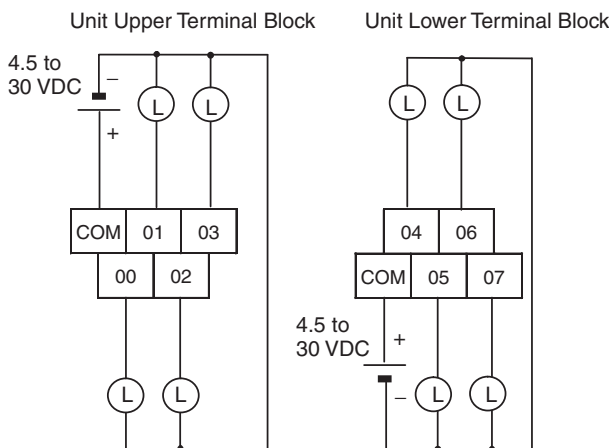 Unit Upper Terminal Block
4.5 to
30 VDC
−
+
L
L
COM 01 03
00 02
L
L
Unit Lower Terminal Block
L
L
04 06
COM 05 07
4.5 to
30 VDC
+
−
L
L